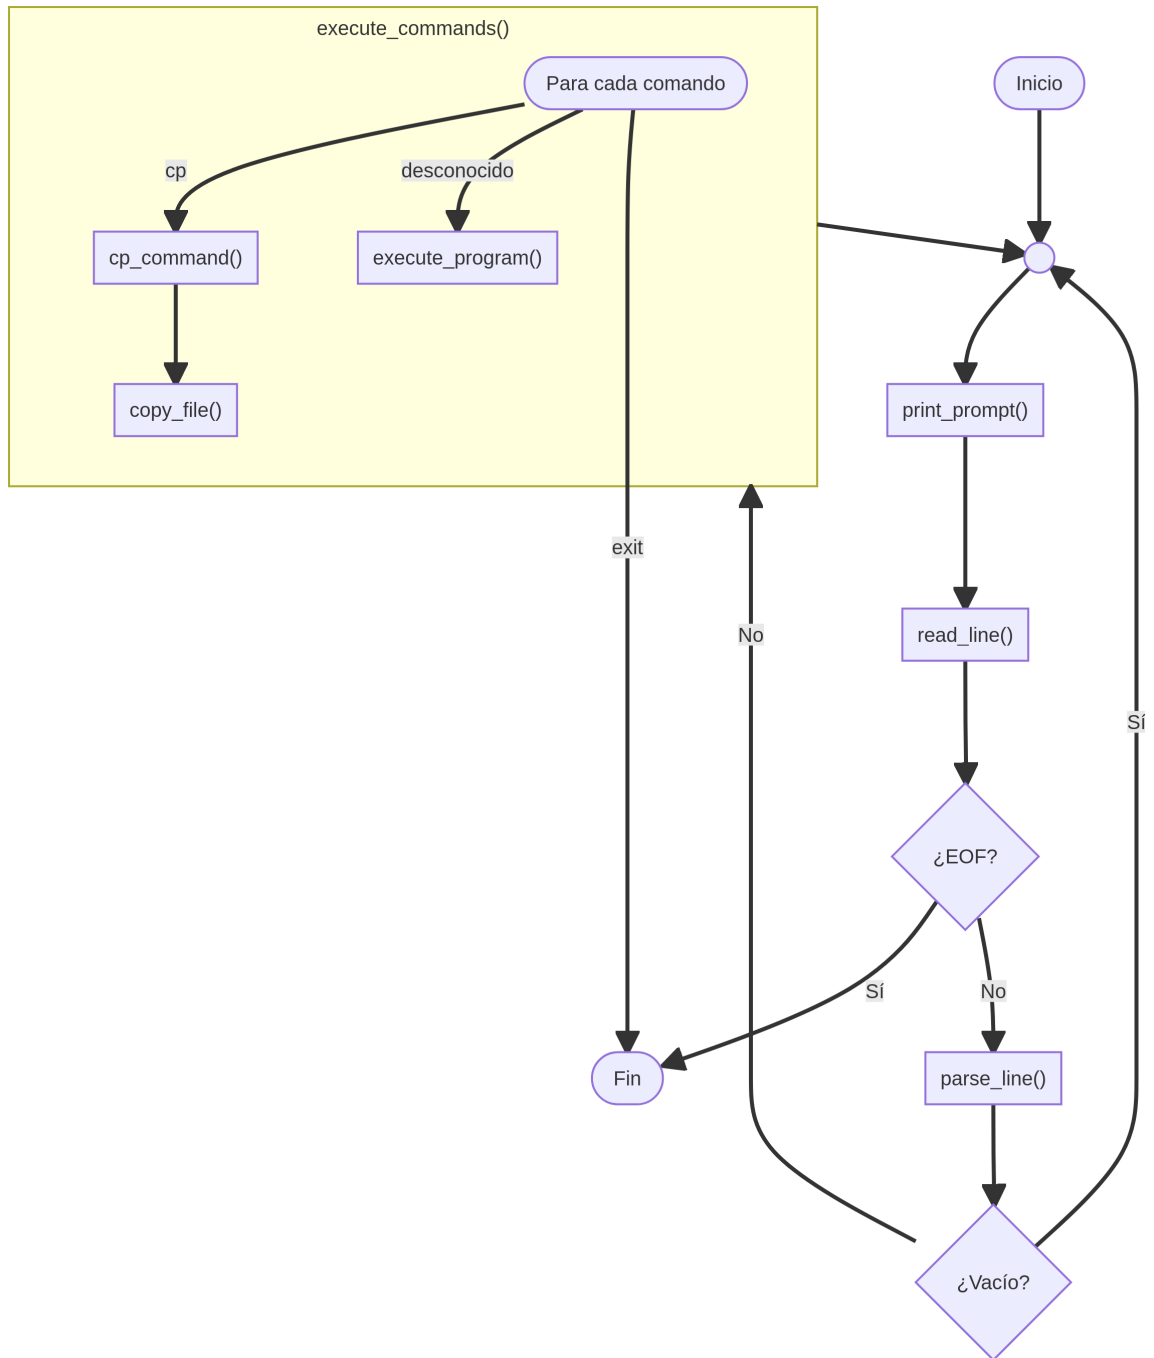 execute_commands()
Para cada comando
Inicio
cp
desconocido
cp_command()
execute_program()
copy_file()
print_prompt()
exit
No
read_line()
Sí
¿EOF?
Sí
No
Fin
parse_line()
¿Vacío?